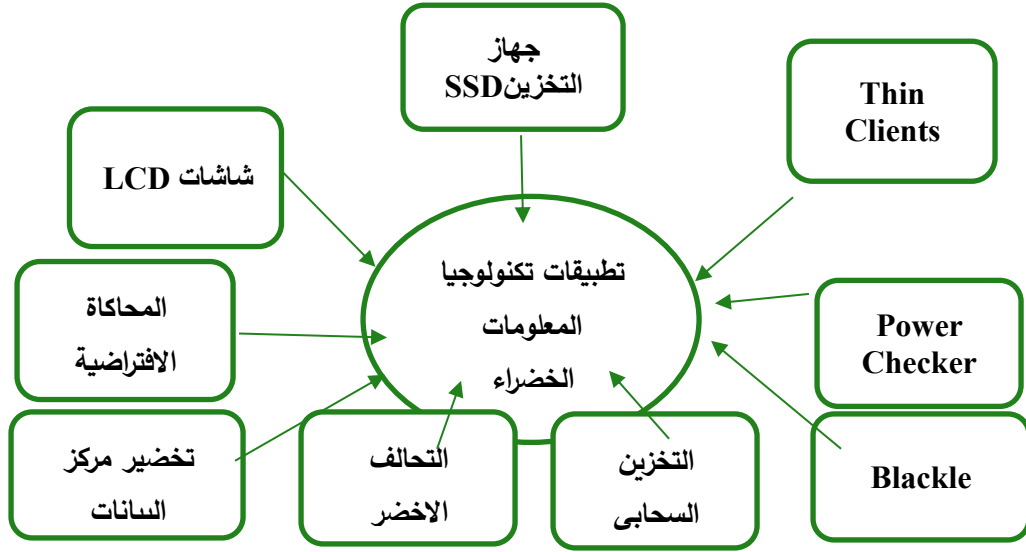 جهاز
التخزينSSD
Thin
Clients
شاشات LCD
تطبيقات تكنولوجيا
المعلومات
الخضراء
المحاكاة
الافتراضية
Power
Checker
تخضير مركز
البيانات
التحالف
الاخضر
التخزين
السحابى
Blackle